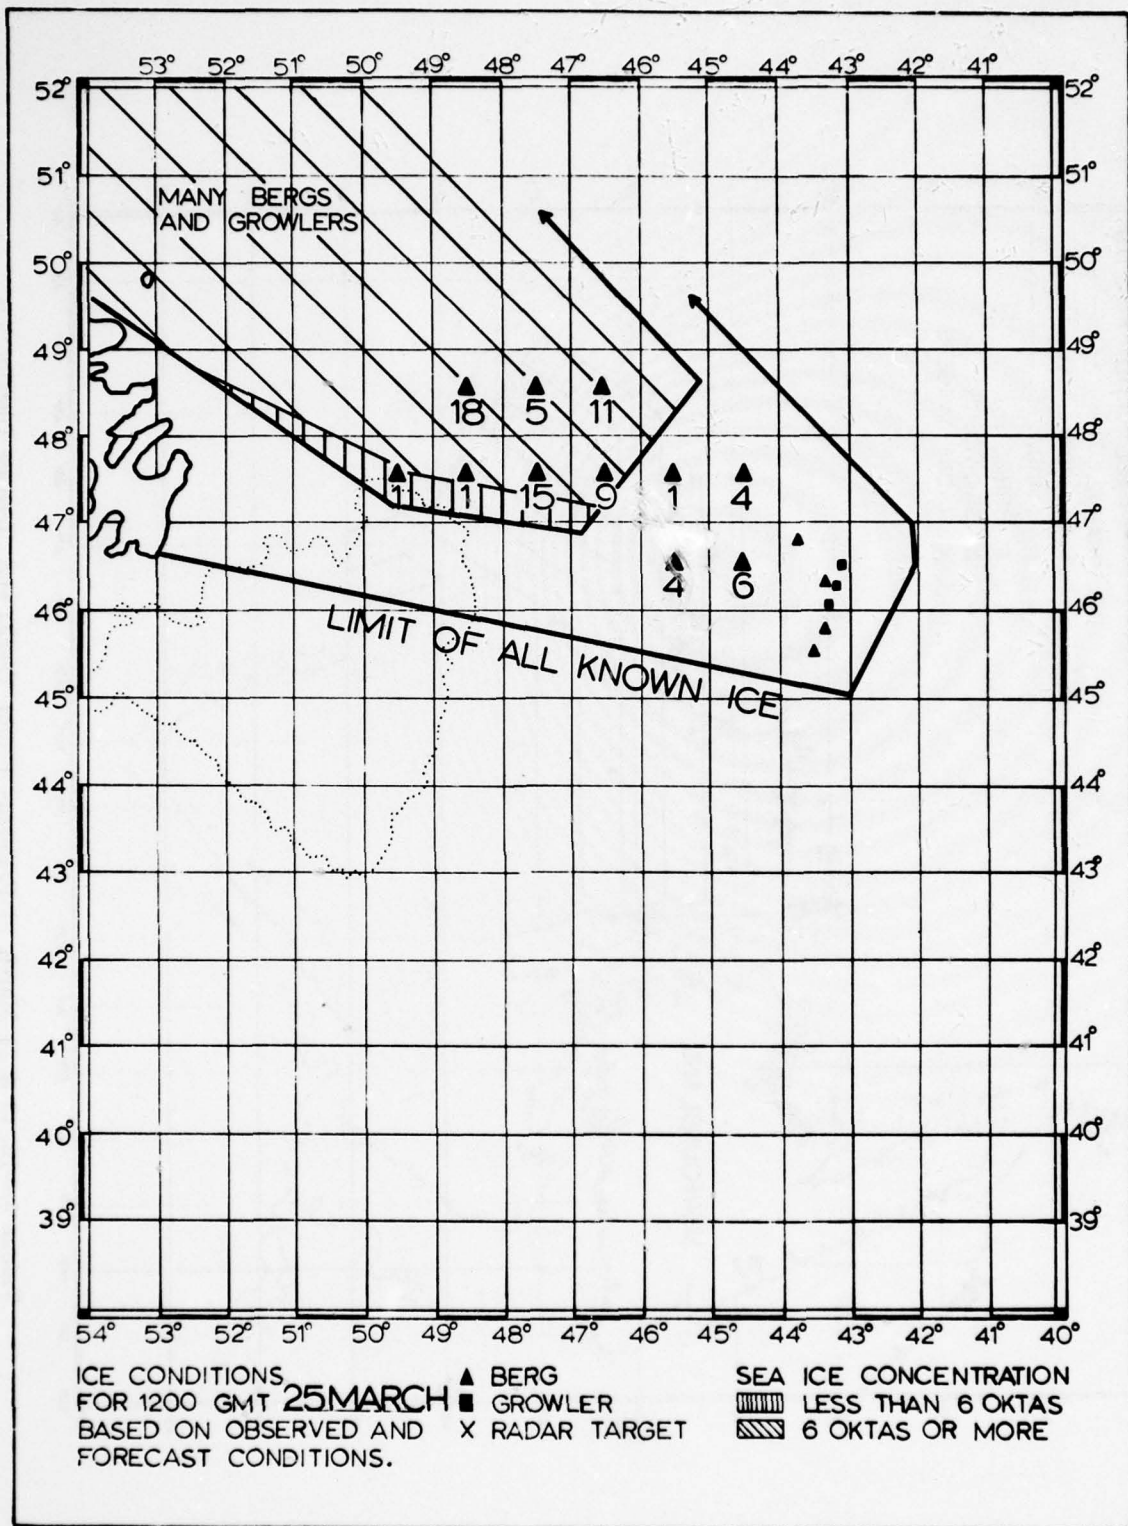 53° 52° 51° 50° 49° 48° 47° 46° 45° 44° 43° 42° 41°
52° 52°
51° 51°
MANY BERGS
AND GROWLERS
50° 50°
49° 49°
18 5 11
48° 48°
1 1 15 9 1 4
47° 47°
4 6
46° 46°
LIMIT OF ALL KNOWN ICE
45° 45°
44° 44°
43° 43°
42° 42°
41° 41°
40° 40°
39° 39°
54° 53° 52° 51° 50° 49° 48° 47° 46° 45° 44° 43° 42° 41° 40°
ICE CONDITIONS
FOR 1200 GMT 25 MARCH
BASED ON OBSERVED AND
FORECAST CONDITIONS.
BERG
GROWLER
X RADAR TARGET
SEA ICE CONCENTRATION
LESS THAN 6 OKTAS
6 OKTAS OR MORE